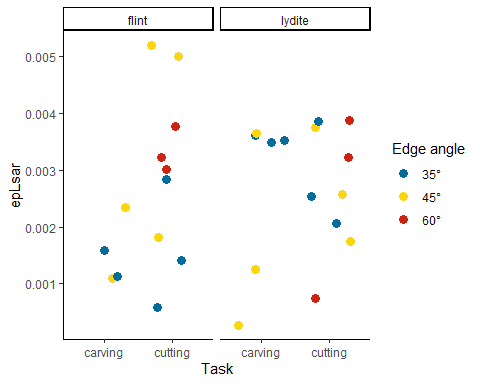 flint
lydite
0.005
0.004
0.003
0.002
0.001
epLsar
carving
cutting
carving
cutting
Task
Edge angle
35°
45°
60°